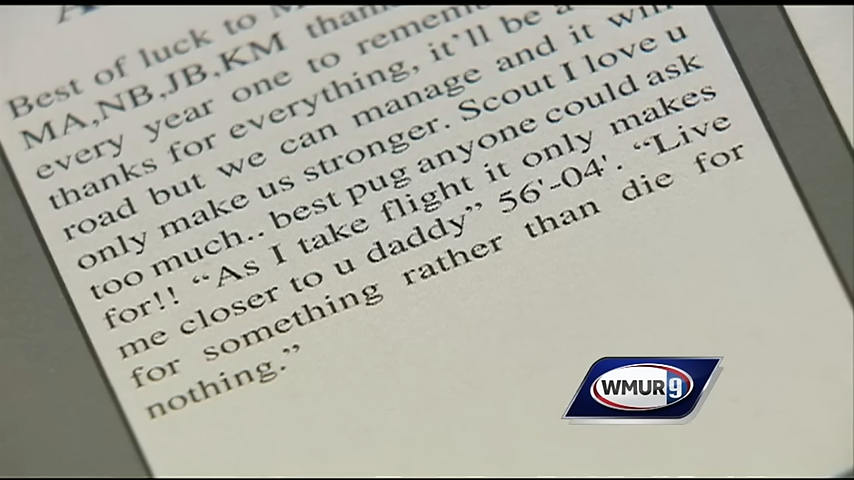 Best of luck to
MA,NB,JB,KM
every year one to
thanks for everything, it'll be a
road but we can manage and it will
only make us stronger. Scout I love u
too much.. best pug anyone could ask
for!! “As I take flight it only makes
me closer to u daddy” 56'-04'. “Live
for something rather than die for
nothing.”
WMUR 9